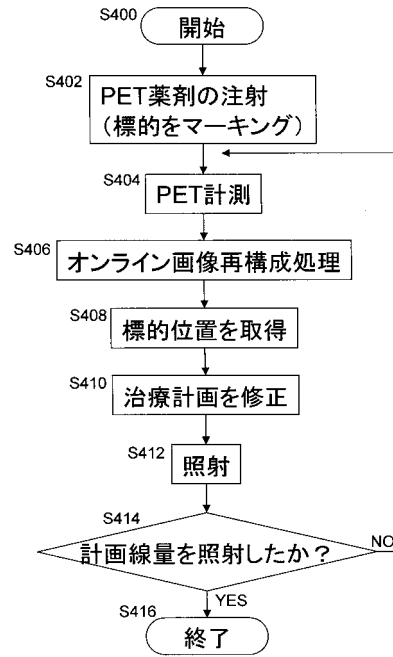 S400
開始
S402
PET薬剤の注射
(標的をマーキング)
S404
PET計測
S406
オンライン画像再構成処理
S408
標的位置を取得
S410
治療計画を修正
S412
照射
S414
計画線量を照射したか?
NO
YES
S416
終了